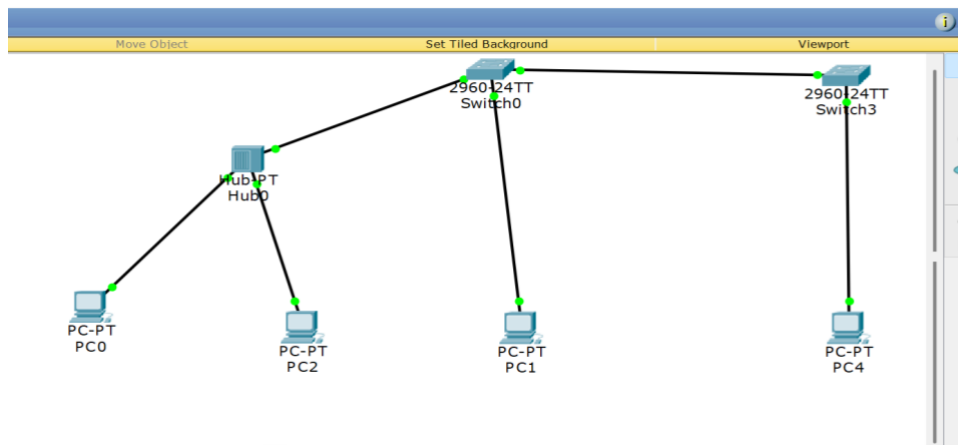 i
Move Object
Set Tiled Background
Viewport
2960-24TT
Switch0
2960-24TT
Switch3
Hub-PT
Hub0
PC-PT
PC0
PC-PT
PC2
PC-PT
PC1
PC-PT
PC4